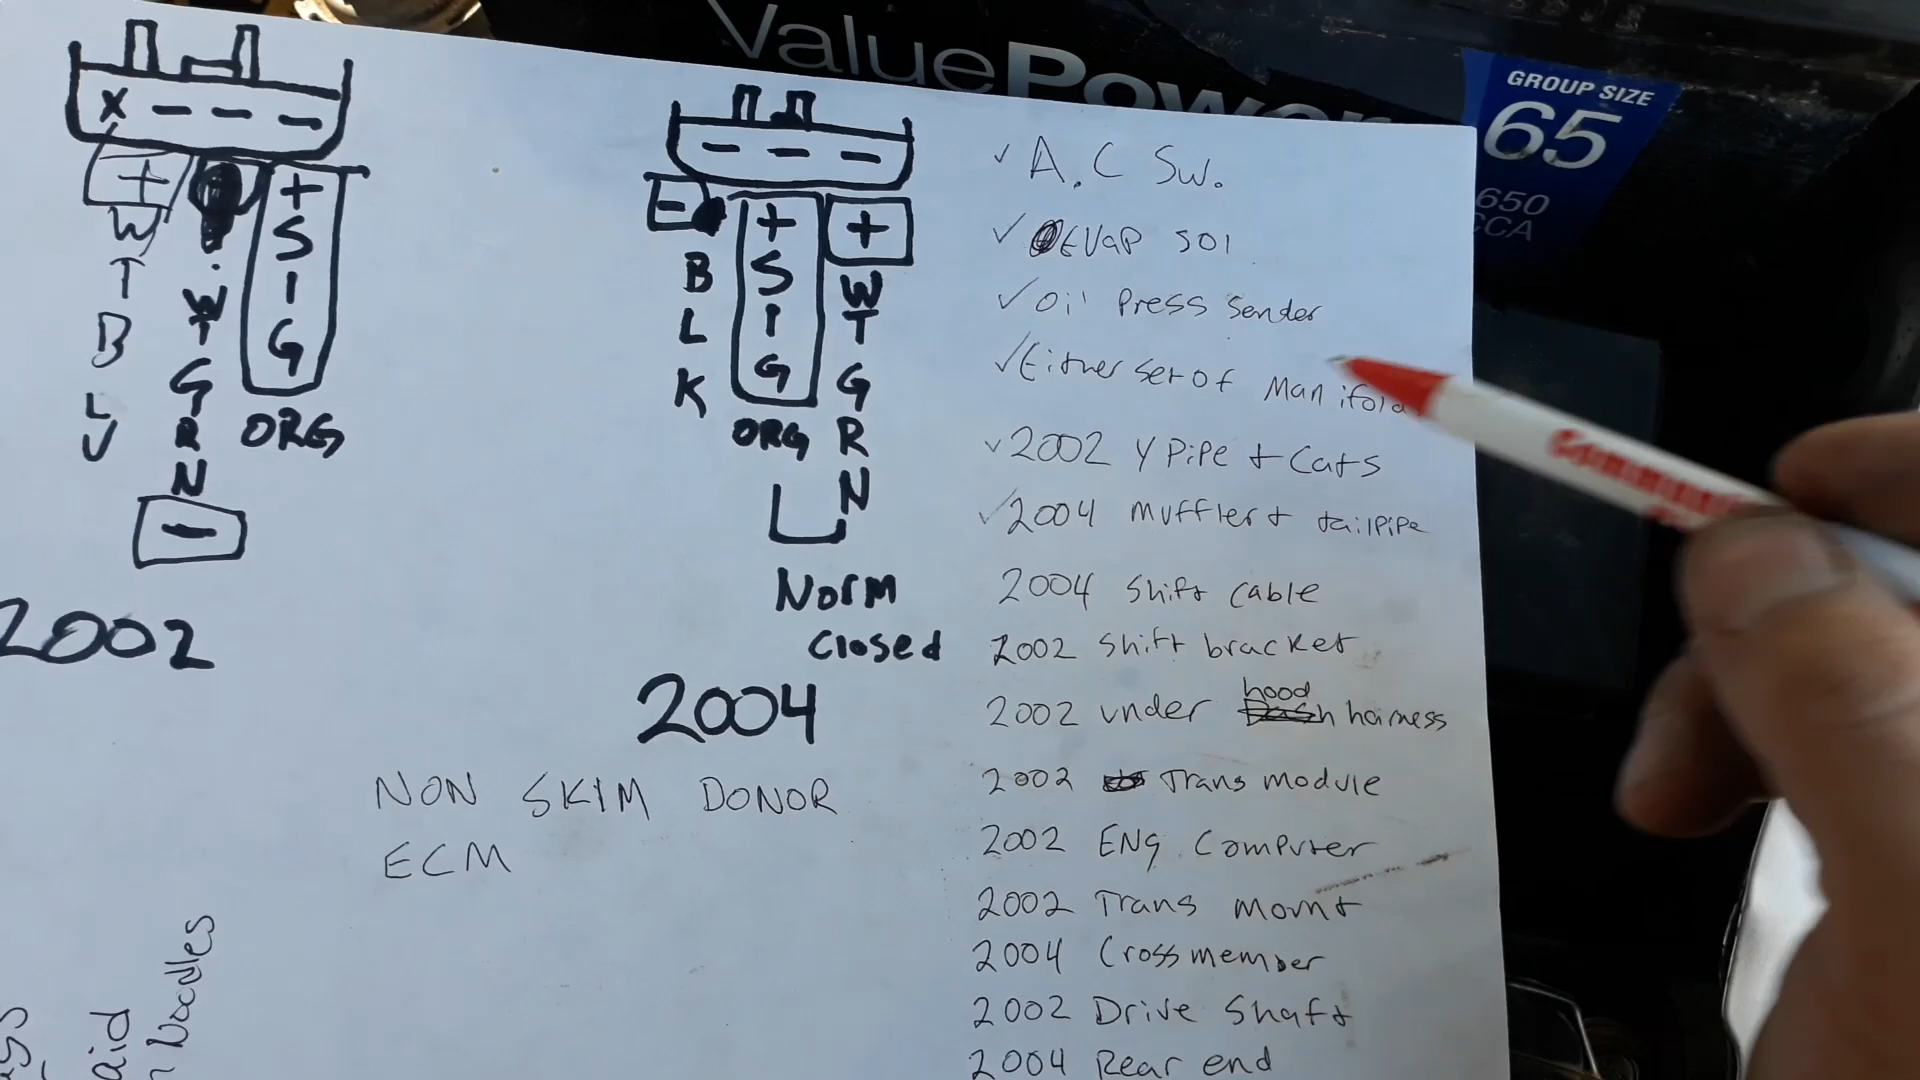 ValuePower
GROUP SIZE
65
650
CCA
X - - -
+
W
T
B
L
U
WT
G
R
N
-
+
S
I
G
ORG
2002
- - -
-
B
L
K
+
S
I
G
ORG
+
W
T
G
R
N
Norm
Closed
2004
NON SKIM DONOR
ECM
✓ A.C Sw.
✓ EVaP SOl
✓ Oil Press Sender
✓ Either set of Manifold
✓ 2002 Y PiPe + Cats
✓ 2004 Muffler + tailPiPe
2004 Shift Cable
2002 Shift bracket
2002 under hood harness
2002 Trans module
2002 ENg. Computer
2002 Trans Mount
2004 Crossmember
2002 Drive Shaft
2004 Rear end
aid
Noodles